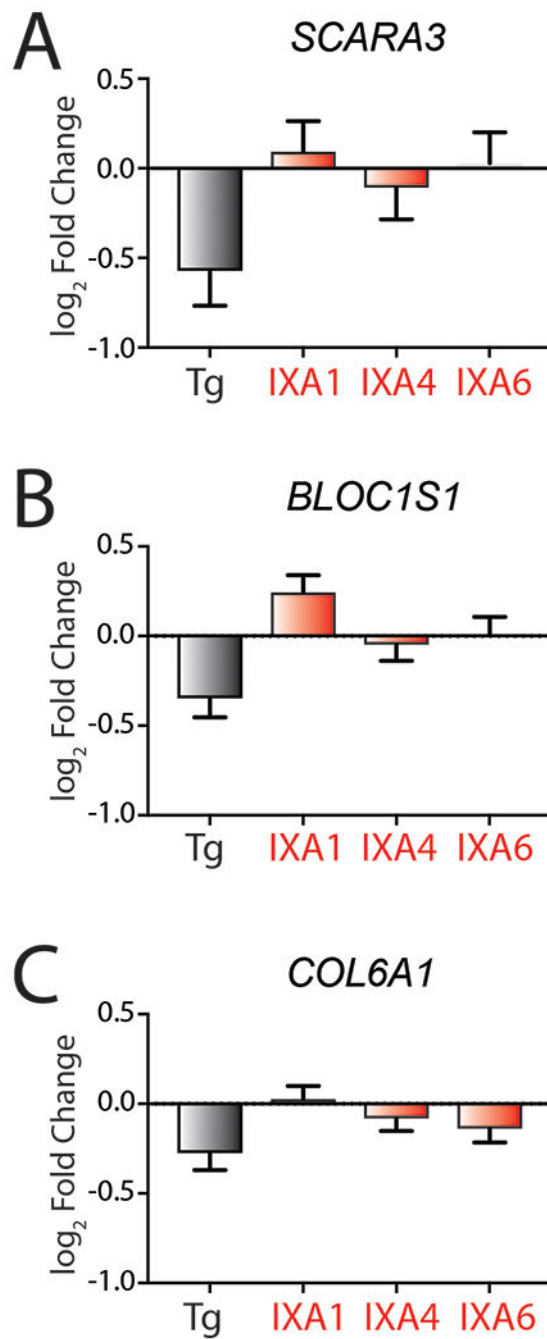 A
SCARA3
log₂ Fold Change
0.5
0.0
-0.5
-1.0
Tg IXA1 IXA4 IXA6
B
BLOC1S1
log₂ Fold Change
0.5
0.0
-0.5
-1.0
Tg IXA1 IXA4 IXA6
C
COL6A1
log₂ Fold Change
0.5
0.0
-0.5
-1.0
Tg IXA1 IXA4 IXA6